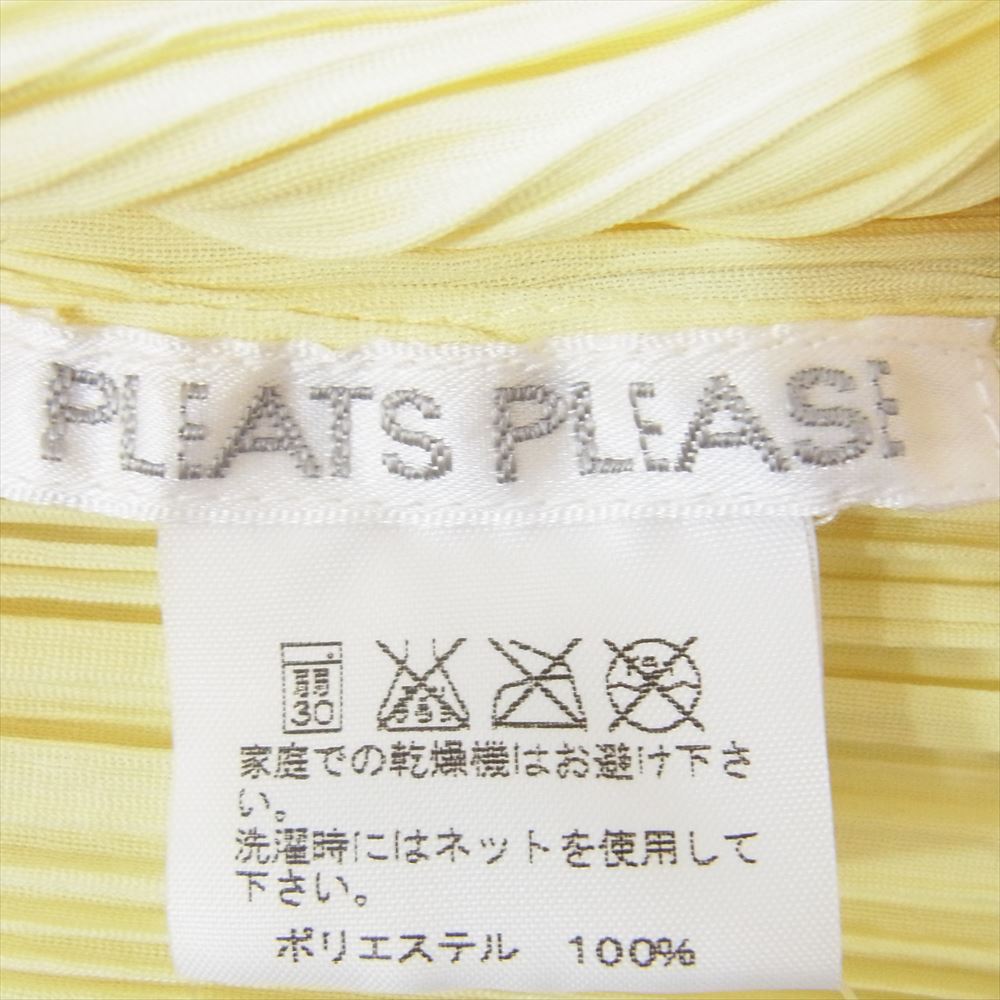 PLEATS PLEASE
30
家庭での乾燥機はお避け下さ
い。
洗濯時にはネットを使用して
下さい。
ポリエステル 100%